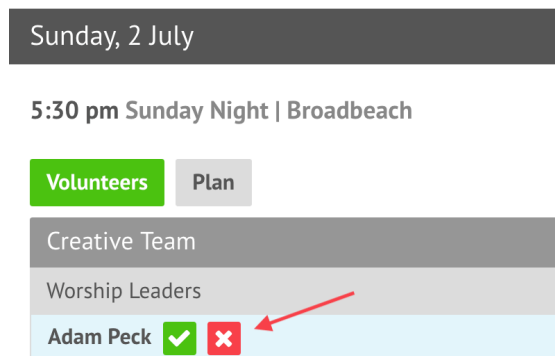 Sunday, 2 July
5:30 pm Sunday Night | Broadbeach
Volunteers Plan
Creative Team
Worship Leaders
Adam Peck